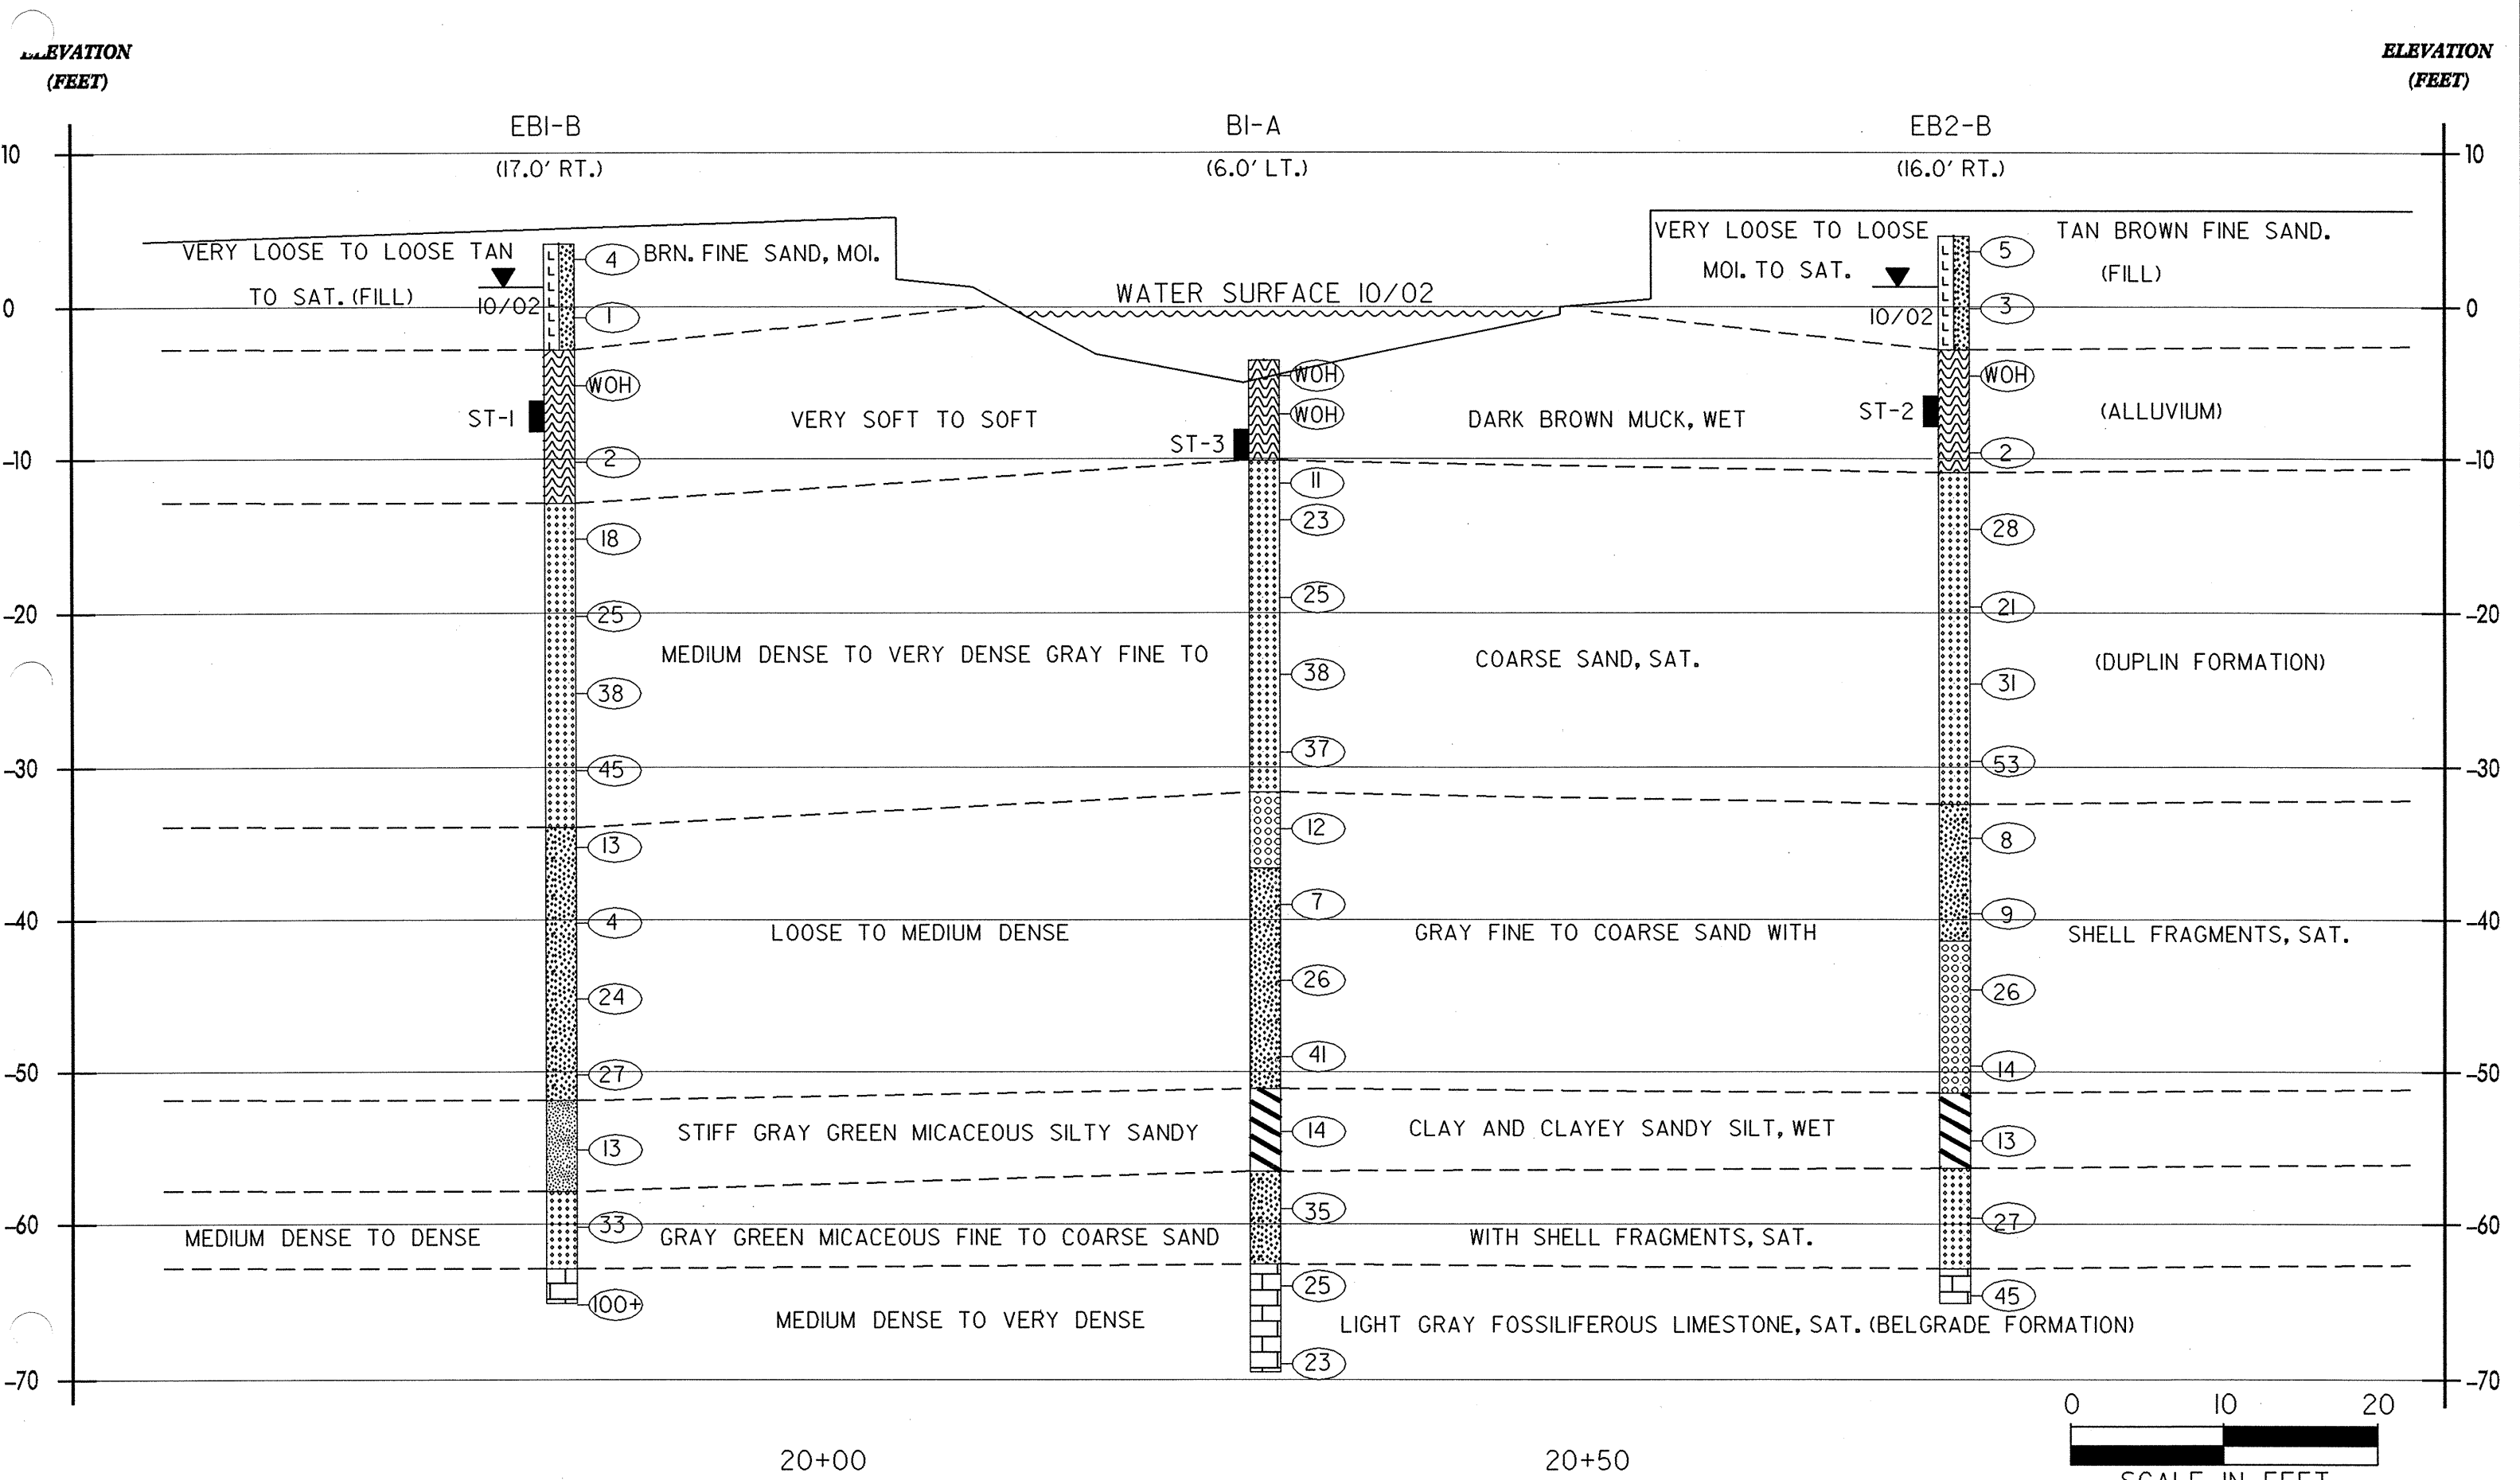 ELEVATION ELEVATION
(FEET) (FEET)
EB1-B B1-A EB2-B
10 (17.0' RT.) (6.0' LT.) (16.0' RT.) 10
VERY LOOSE TO LOOSE TAN 4 BRN. FINE SAND, MOI. VERY LOOSE TO LOOSE 5 TAN BROWN FINE SAND.
TO SAT. (FILL) MOI. TO SAT. (FILL)
10/02 WATER SURFACE 10/02 10/02
0 1 3 0
WOH WOH WOH
ST-1 VERY SOFT TO SOFT WOH DARK BROWN MUCK, WET ST-2 (ALLUVIUM)
ST-3
-10 2 2 -10
11
18 23 28
-20 25 25 21 -20
MEDIUM DENSE TO VERY DENSE GRAY FINE TO COARSE SAND, SAT. (DUPLIN FORMATION)
38 38 31
-30 45 37 53 -30
13 12 8
-40 4 7 9 -40
LOOSE TO MEDIUM DENSE GRAY FINE TO COARSE SAND WITH SHELL FRAGMENTS, SAT.
24 26 26
-50 27 41 14 -50
STIFF GRAY GREEN MICACEOUS SILTY SANDY 14 CLAY AND CLAYEY SANDY SILT, WET
13 13
-60 33 35 27 -60
MEDIUM DENSE TO DENSE GRAY GREEN MICACEOUS FINE TO COARSE SAND WITH SHELL FRAGMENTS, SAT.
100+ 25 45
MEDIUM DENSE TO VERY DENSE LIGHT GRAY FOSSILIFEROUS LIMESTONE, SAT. (BELGRADE FORMATION)
-70 23 -70
0 10 20
20+00 20+50
SCALE IN FEET